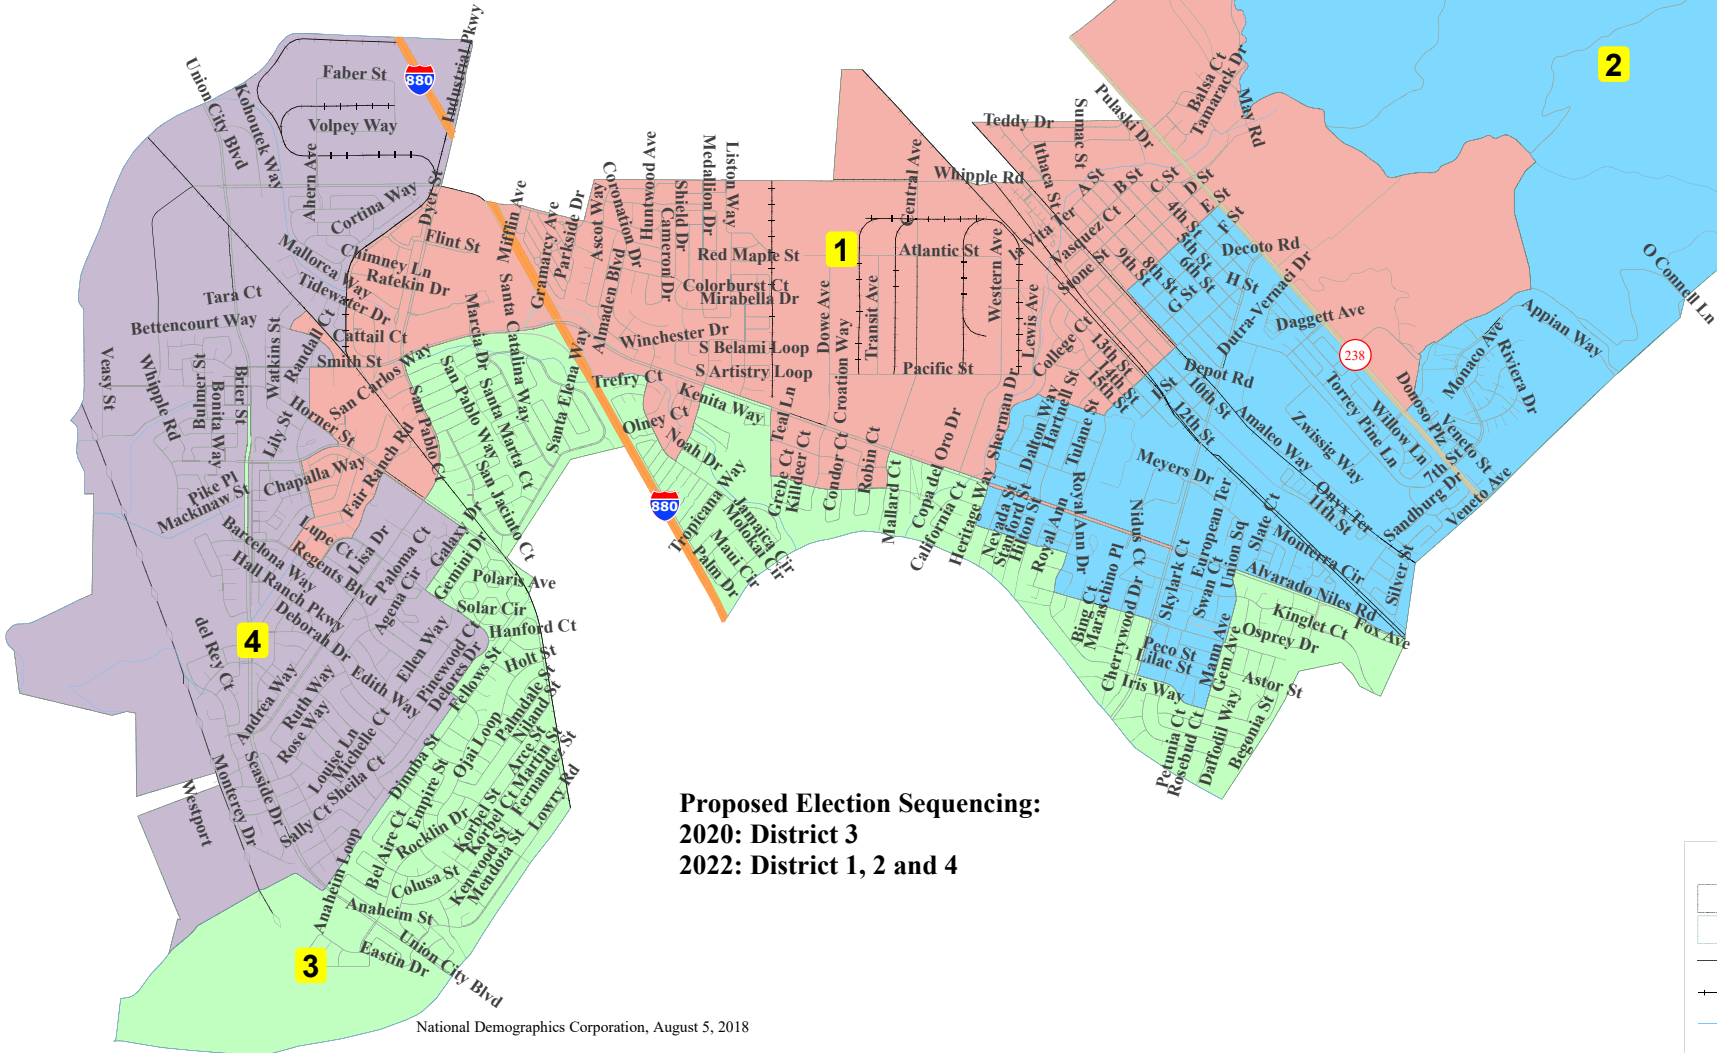 Industrial Pkwy
880
Faber St
Union City Blvd
Kohoutek Way
Volpey Way
Ahern Ave
Cortina Way
Dyer St
2
Balsa Ct
Tamarack Dr
May Rd
Pulaski Dr
Teddy Dr
Sumac St
Ithaca St
Whipple Rd
A St
B St
C St
D St
E St
F St
4th St
5th St
6th St
8th St
9th St
G St
H St
Decoto Rd
Vasquez Ct
Stone St
Dutra-Vernaci Dr
Daggett Ave
O Connell Ln
Appian Way
238
Monaco Ave
Riviera Dr
Donoso Plz
Veneto St
7th St
Veneto Ave
Sandburg Dr
Willow Ln
Torrey Pine Ln
Zwissig Way
Amaleo Way
Depot Rd
10th St
12th St
I St
Onyx Ter
11th St
Central Ave
Atlantic St
Western Ave
Lewis Ave
1
Transit Ave
Dowe Ave
Croation Way
Pacific St
College Ct
13th St
14th St
15th St
Liston Way
Medallion Dr
Huntwood Ave
Shield Dr
Cameron Dr
Coronation Dr
Ascot Way
Parkside Dr
Gramarcy Ave
Mifflin Ave
Almaden Blvd
Red Maple St
Colorburst Ct
Mirabella Dr
Winchester Dr
S Belami Loop
S Artistry Loop
Flint St
Chimney Ln
Ratekin Dr
Mallorca Way
Tidewater Dr
Cattail Ct
Smith St
San Carlos Way
Marcia Dr
Santa Catalina Way
Santa Elena Way
San Pablo Way
Santa Marta Ct
San Jacinto Ct
San Pablo Ct
Trefry Ct
Kenita Way
Olney Ct
Noah Dr
Tropicana Way
Jamaica Cir
Molokai Cir
Maui Cir
Palm Dr
880
Teal Ln
Grebe Ct
Killdeer Ct
Condor Ct
Robin Ct
Mallard Ct
Copa del Oro Dr
California Ct
Heritage Way
Sherman Dr
Dalton Way
Hartnell St
Tulane St
Nevada St
Stanford St
Hilton St
Royal Ann
Royal Ann Dr
Meyers Dr
Nidus Ct
Skylark Ct
European Ter
Swan Ct
Union Sq
Slate Ct
Monterra Cir
Alvarado Niles Rd
Silver St
Fox Ave
Kinglet Ct
Osprey Dr
Bing Ct
Maraschino Pl
Cherrywood Dr
Peco St
Lilac St
Iris Way
Mann Ave
Gem Ave
Astor St
Petunia Ct
Rosebud Ct
Daffodil Way
Begonia St
Tara Ct
Bettencourt Way
Veasy St
Whipple Rd
Bulmer St
Bonita Way
Brier St
Watkins St
Randall Ct
Lily St
Horner St
Pike Pl
Mackinaw St
Chapalla Way
Fair Ranch Rd
Lupe Ct
Regents Blvd
Lisa Dr
Paloma Ct
Agena Cir
Galaxy Dr
Gemini Dr
Polaris Ave
Solar Cir
Hanford Ct
Holt St
Barcelona Way
Hall Ranch Pkwy
Deborah Dr
4
del Rey Ct
Andrea Way
Ruth Way
Rose Way
Edith Way
Ellen Way
Pinewood Ct
Delores Dr
Fellows St
Louise Ln
Michelle Ct
Sheila Ct
Sally Ct
Seaside Dr
Monterey Dr
Westport
Dinuba St
Empire St
Ojai Loop
Palmdale St
Niland St
Arce St
Martin St
Fernandez St
Lowry Rd
Korbel St
Korbel Ct
Kenwood St
Mendota St
Rocklin Dr
Bel Aire Ct
Colusa St
Anaheim Loop
Anaheim St
Eastin Dr
Union City Blvd
3
Proposed Election Sequencing:
2020: District 3
2022: District 1, 2 and 4
National Demographics Corporation, August 5, 2018